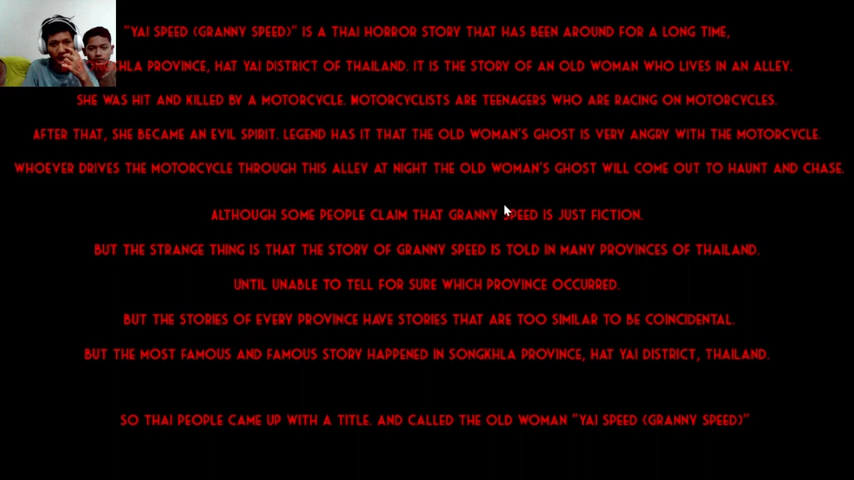 "YAI SPEED (GRANNY SPEED)" IS A THAI HORROR STORY THAT HAS BEEN AROUND FOR A LONG TIME,
PROVINCE, HAT YAI DISTRICT OF THAILAND. IT IS THE STORY OF AN OLD WOMAN WHO LIVES IN AN ALLEY.
SHE WAS HIT AND KILLED BY A MOTORCYCLE. MOTORCYCLISTS ARE TEENAGERS WHO ARE RACING ON MOTORCYCLES.
AFTER THAT, SHE BECAME AN EVIL SPIRIT. LEGEND HAS IT THAT THE OLD WOMAN'S GHOST IS VERY ANGRY WITH THE MOTORCYCLE.
WHOEVER DRIVES THE MOTORCYCLE THROUGH THIS ALLEY AT NIGHT THE OLD WOMAN'S GHOST WILL COME OUT TO HAUNT AND CHASE.
ALTHOUGH SOME PEOPLE CLAIM THAT GRANNY SPEED IS JUST FICTION.
BUT THE STRANGE THING IS THAT THE STORY OF GRANNY SPEED IS TOLD IN MANY PROVINCES OF THAILAND.
UNTIL UNABLE TO TELL FOR SURE WHICH PROVINCE OCCURRED.
BUT THE STORIES OF EVERY PROVINCE HAVE STORIES THAT ARE TOO SIMILAR TO BE COINCIDENTAL.
BUT THE MOST FAMOUS AND FAMOUS STORY HAPPENED IN SONGKHLA PROVINCE, HAT YAI DISTRICT, THAILAND.
SO THAI PEOPLE CAME UP WITH A TITLE. AND CALLED THE OLD WOMAN "YAI SPEED (GRANNY SPEED)"